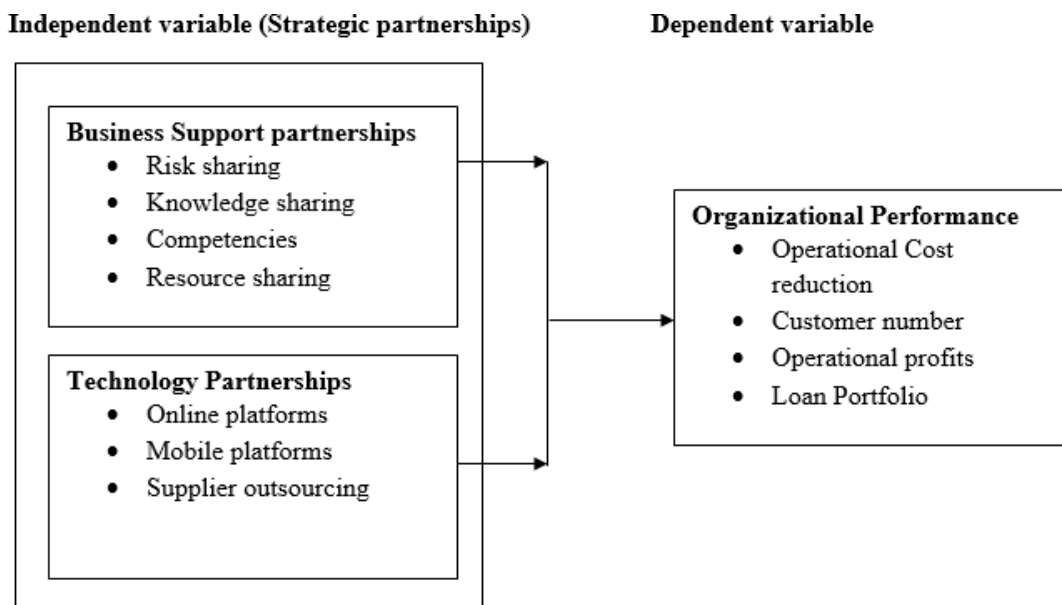 Independent variable (Strategic partnerships)
Dependent variable
Business Support partnerships
• Risk sharing
• Knowledge sharing
• Competencies
• Resource sharing
Technology Partnerships
• Online platforms
• Mobile platforms
• Supplier outsourcing
Organizational Performance
• Operational Cost
reduction
• Customer number
• Operational profits
• Loan Portfolio